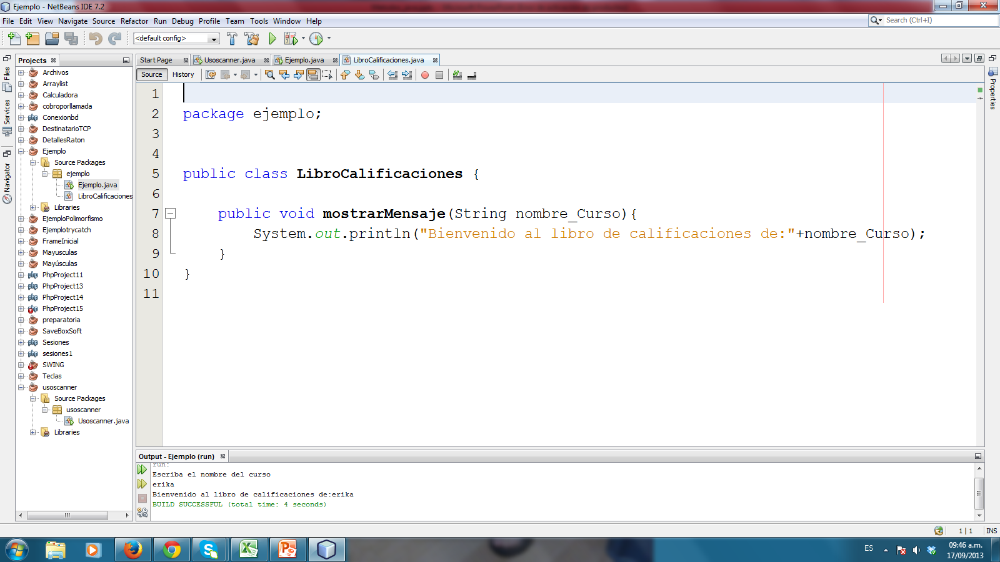 Ejemplo - NetBeans IDE 7.2
File Edit View Navigate Source Refactor Run Debug Profile Team Tools Window Help
Search (Ctrl+I)
<default config>
Files
Services
Navigator
Projects
Archivos
Arraylist
Calculadora
cobroporllamada
Conexionbd
DestinatarioTCP
DetallesRaton
Ejemplo
Source Packages
ejemplo
Ejemplo.java
LibroCalificaciones
Libraries
EjemploPolimorfismo
Ejemplotrycatch
FrameInicial
Mayusculas
Mayúsculas
PhpProject11
PhpProject13
PhpProject14
PhpProject15
preparatoria
SaveBoxSoft
Sesiones
sesiones1
SWING
Teclas
usoscanner
Source Packages
usoscanner
Usoscanner.java
Libraries
Start Page Usoscanner.java Ejemplo.java LibroCalificaciones.java
Source History
1
2 package ejemplo;
3
4
5 public class LibroCalificaciones {
6
7 public void mostrarMensaje(String nombre_Curso){
8 System.out.println("Bienvenido al libro de calificaciones de:"+nombre_Curso);
9 }
10 }
11
Properties
Output - Ejemplo (run)
run:
Escriba el nombre del curso
erika
Bienvenido al libro de calificaciones de:erika
BUILD SUCCESSFUL (total time: 4 seconds)
1 | 1 INS
ES
09:46 a.m.
17/09/2013